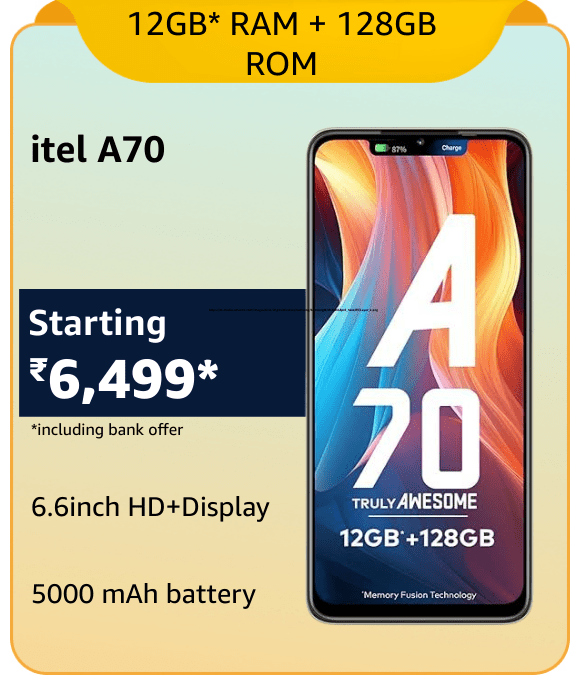 12GB* RAM + 128GB
ROM
itel A70
87%
Charge
Starting
₹6,499*
*including bank offer
6.6inch HD+Display
5000 mAh battery
A
70
TRULY AWESOME
12GB*+128GB
*Memory Fusion Technology